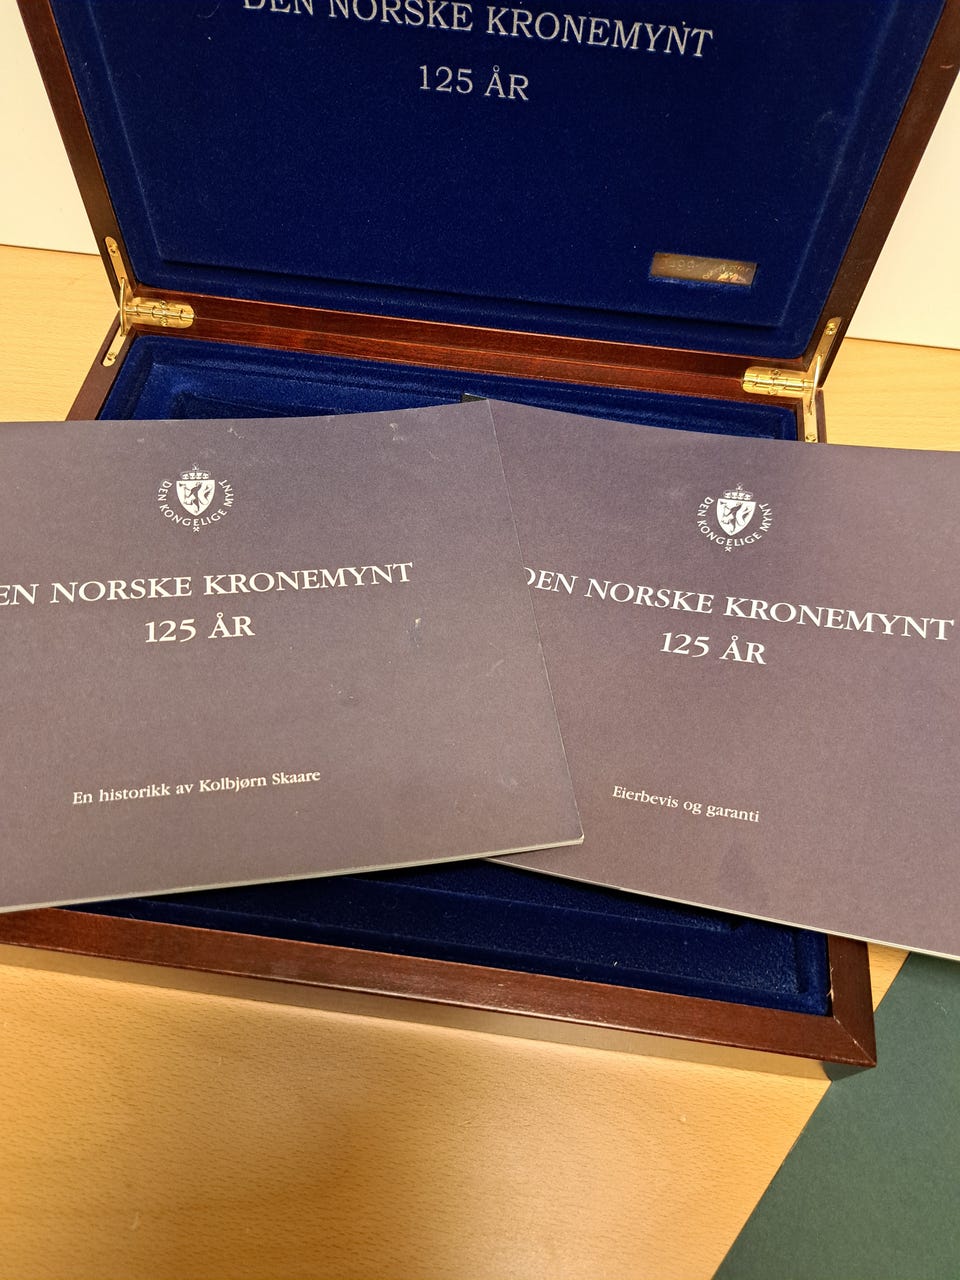 DEN NORSKE KRONEMYNT
125 ÅR
DEN KONGELIGE MYNT
EN NORSKE KRONEMYNT
125 ÅR
En historikk av Kolbjørn Skaare
DEN KONGELIGE MYNT
DEN NORSKE KRONEMYNT
125 ÅR
Eierbevis og garanti